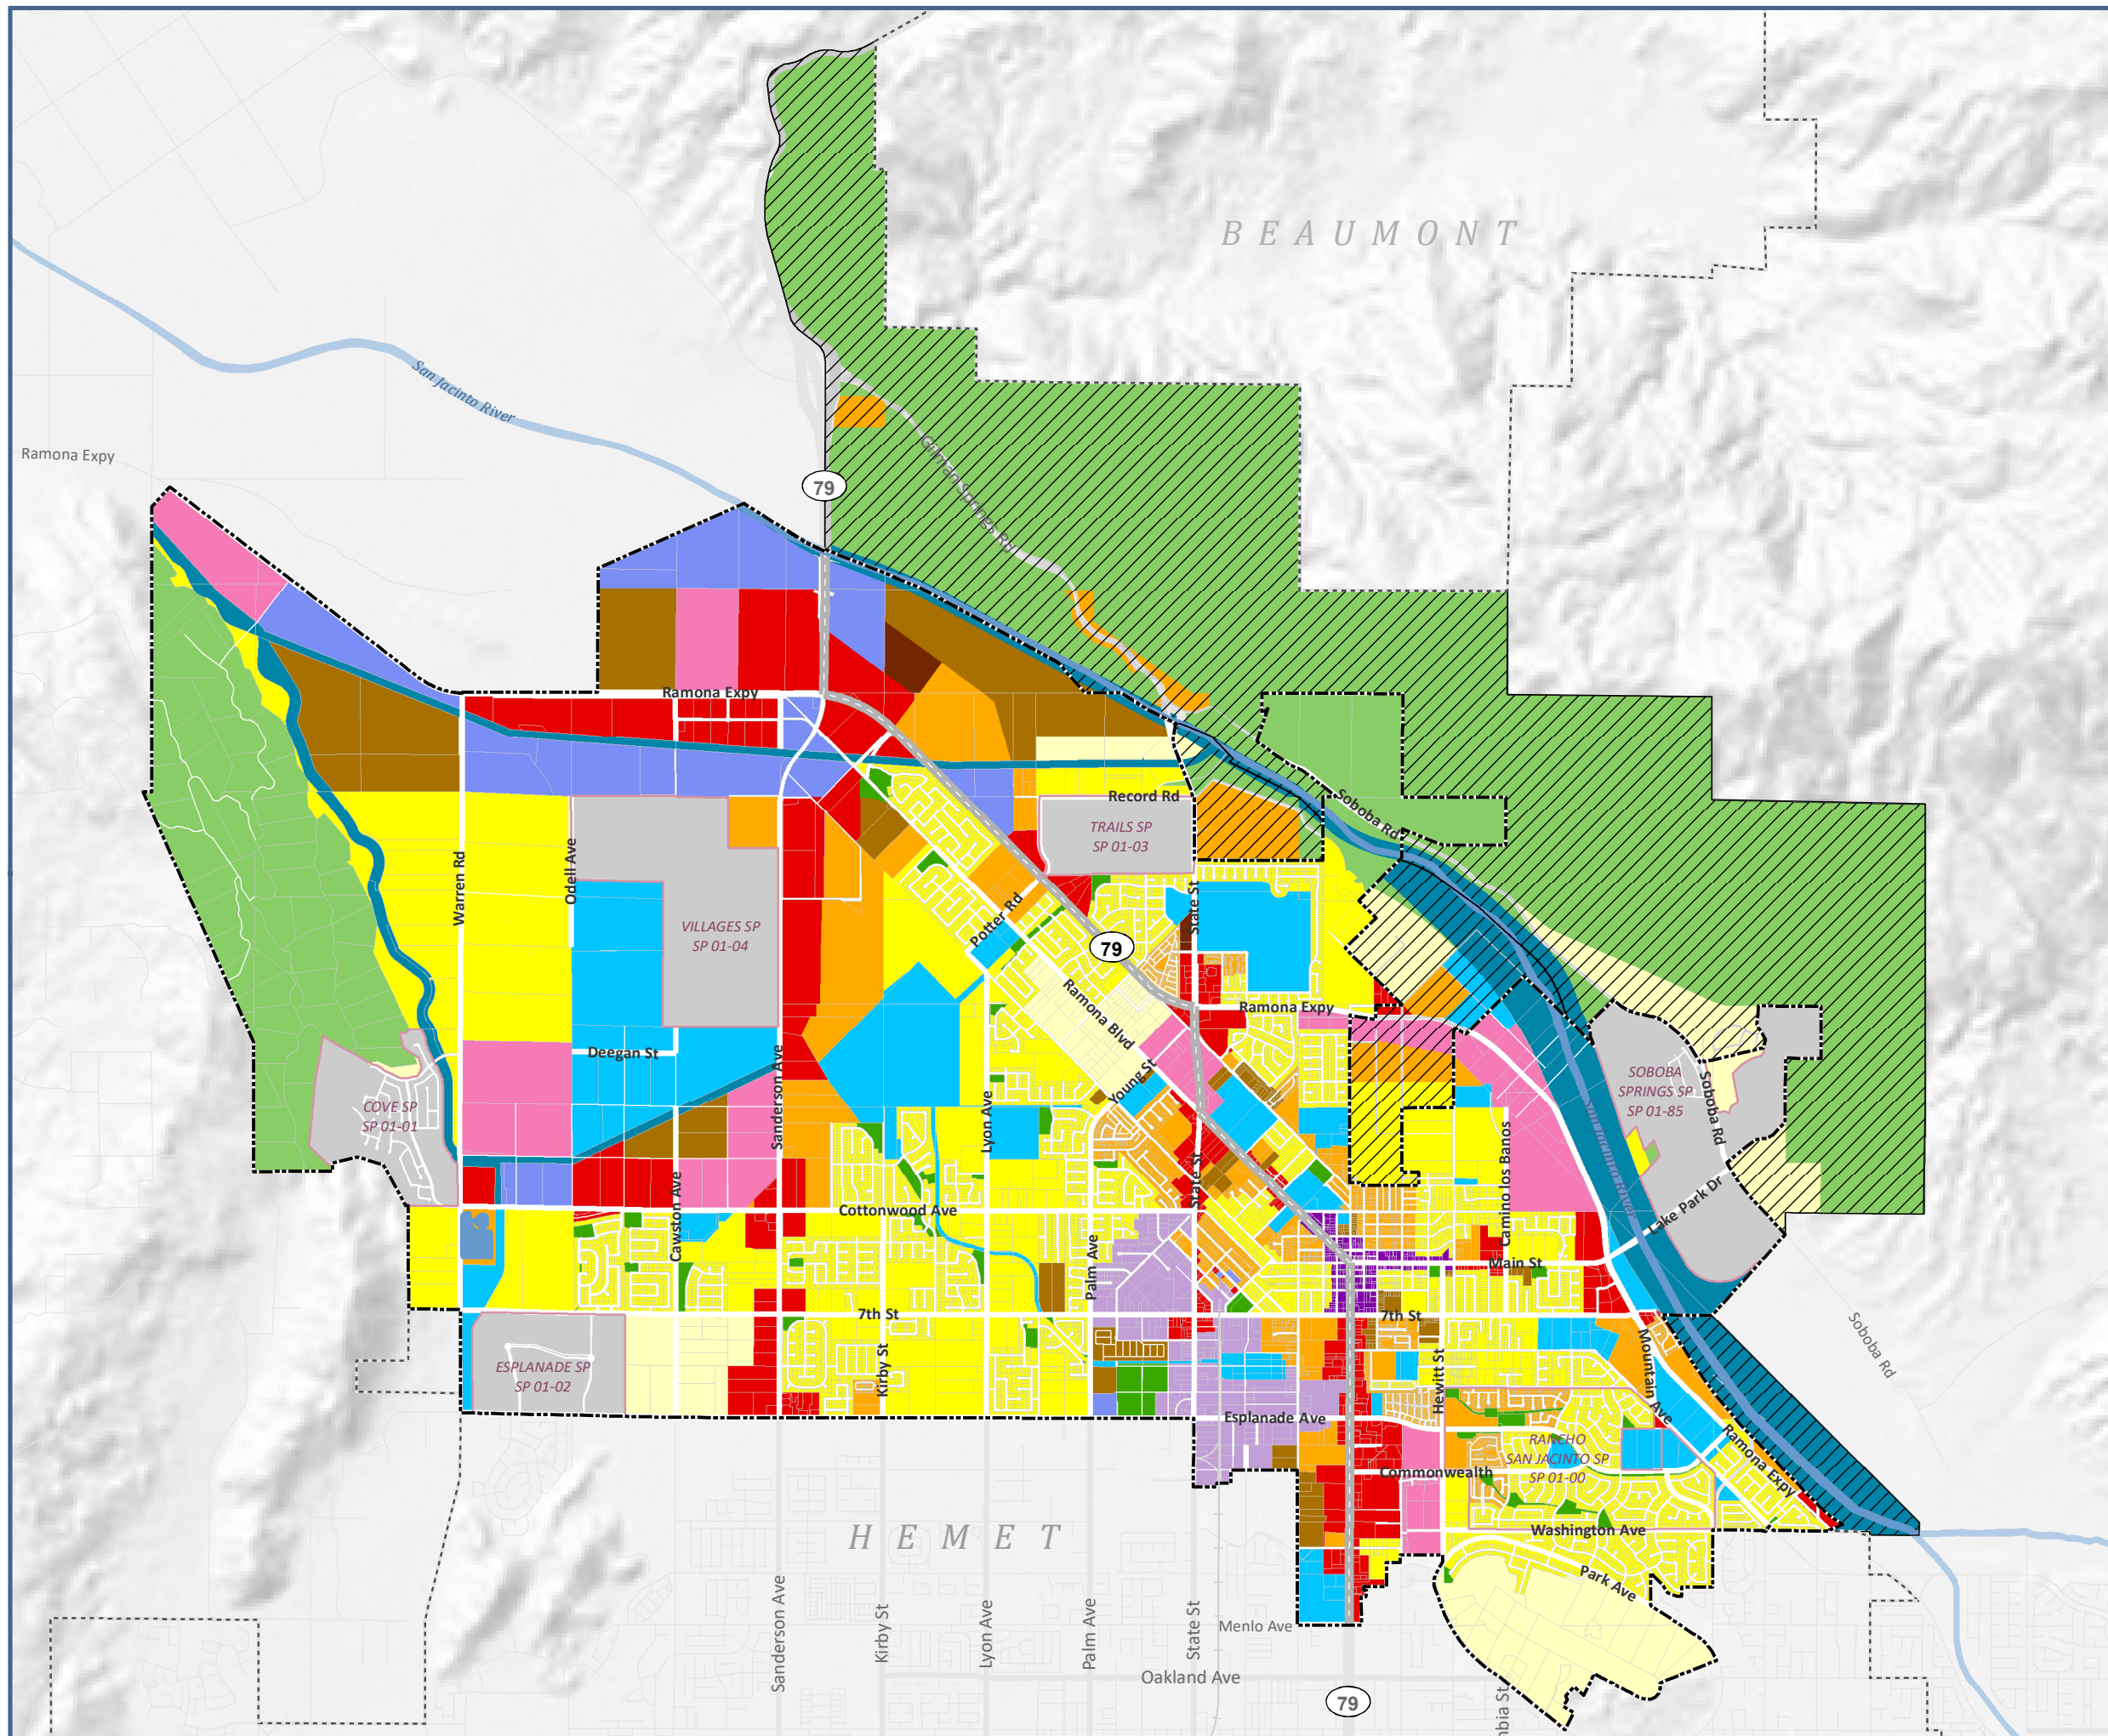 BEAUMONT
San Jacinto River
Ramona Expy
79
Gilman Springs Rd
Ramona Expy
Record Rd
Soboba Rd
TRAILS SP
SP 01-03
Warren Rd
Odell Ave
VILLAGES SP
SP 01-04
Potter Rd
State St
79
Ramona Blvd
Ramona Expy
Deegan St
Sanderson Ave
Young St
COVE SP
SP 01-01
Lyon Ave
SOBOBA
SPRINGS SP
SP 01-85
Soboba Rd
San Jacinto River
Camino los Banos
State St
Cawston Ave
Cottonwood Ave
Lake Park Dr
Palm Ave
Main St
7th St
7th St
Soboba Rd
ESPLANADE SP
SP 01-02
Kirby St
Hewitt St
Mountain Ave
Esplanade Ave
RANCHO
SAN JACINTO SP
SP 01-00
Ramona Expy
Commonwealth
HEMET
Washington Ave
Park Ave
Sanderson Ave
Kirby St
Lyon Ave
Palm Ave
State St
Menlo Ave
Oakland Ave
79
mbia St